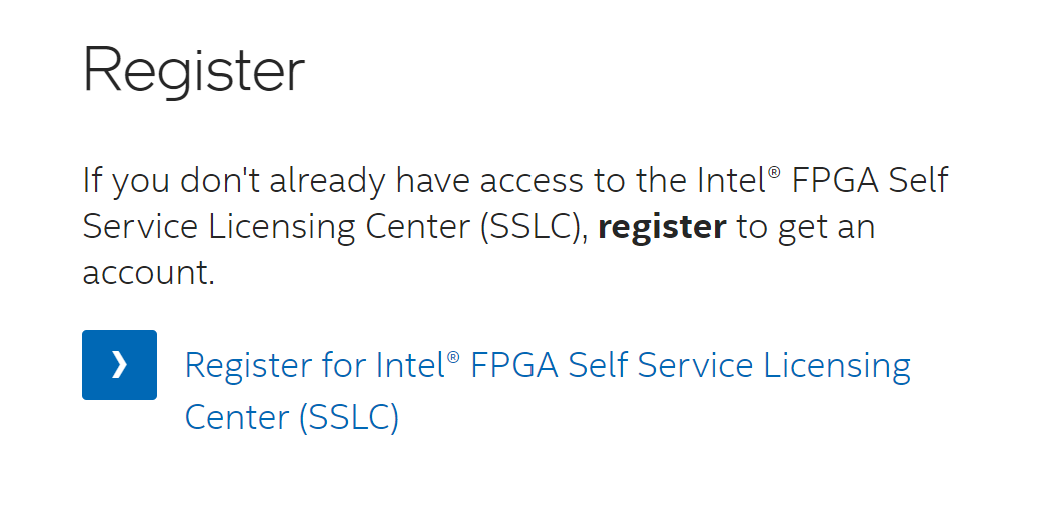 Register
If you don't already have access to the Intel® FPGA Self
Service Licensing Center (SSLC), register to get an
account.
Register for Intel® FPGA Self Service Licensing
Center (SSLC)